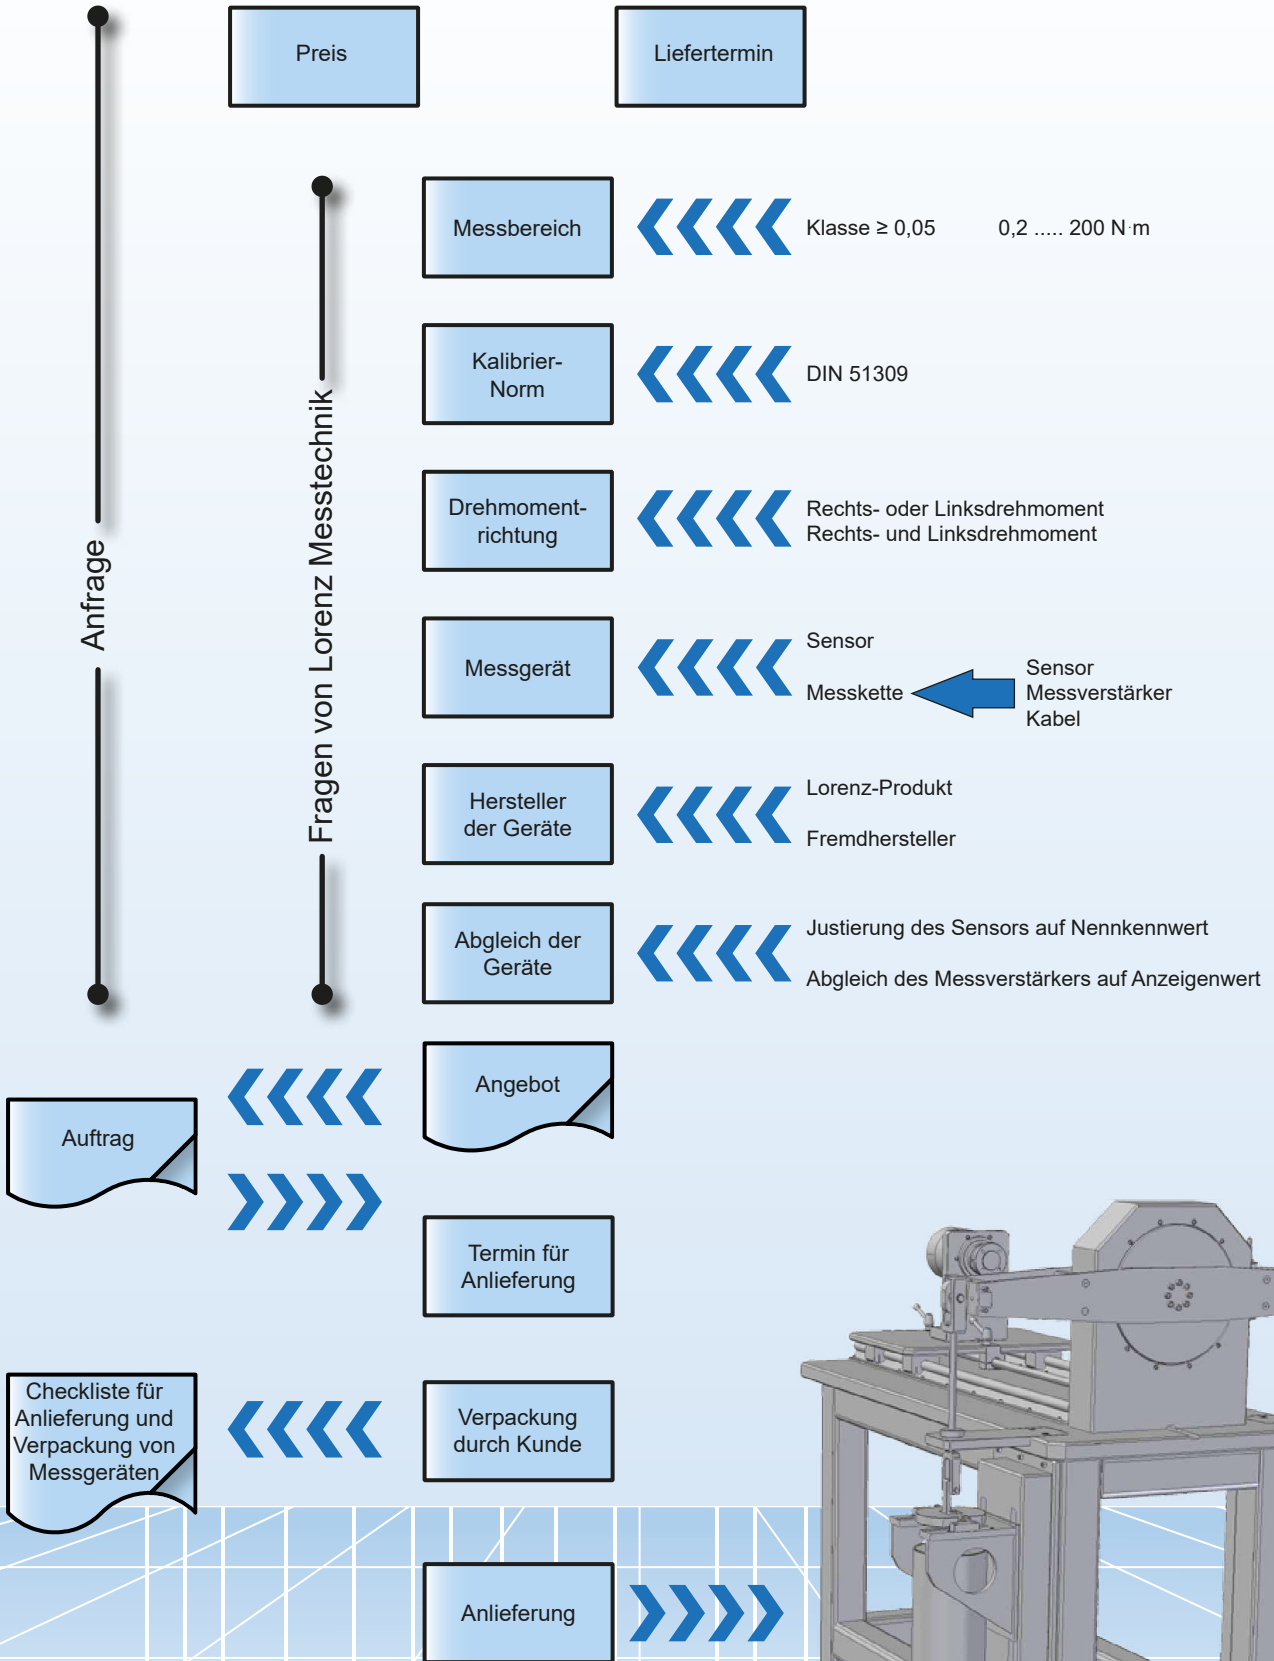 Preis
Liefertermin
Anfrage
Fragen von Lorenz Messtechnik
Messbereich
Klasse ≥ 0,05 0,2 ..... 200 N·m
Kalibrier-
Norm
DIN 51309
Drehmoment-
richtung
Rechts- oder Linksdrehmoment
Rechts- und Linksdrehmoment
Messgerät
Sensor
Messkette
Sensor
Messverstärker
Kabel
Hersteller
der Geräte
Lorenz-Produkt
Fremdhersteller
Abgleich der
Geräte
Justierung des Sensors auf Nennkennwert
Abgleich des Messverstärkers auf Anzeigenwert
Angebot
Auftrag
Termin für
Anlieferung
Checkliste für
Anlieferung und
Verpackung von
Messgeräten
Verpackung
durch Kunde
Anlieferung